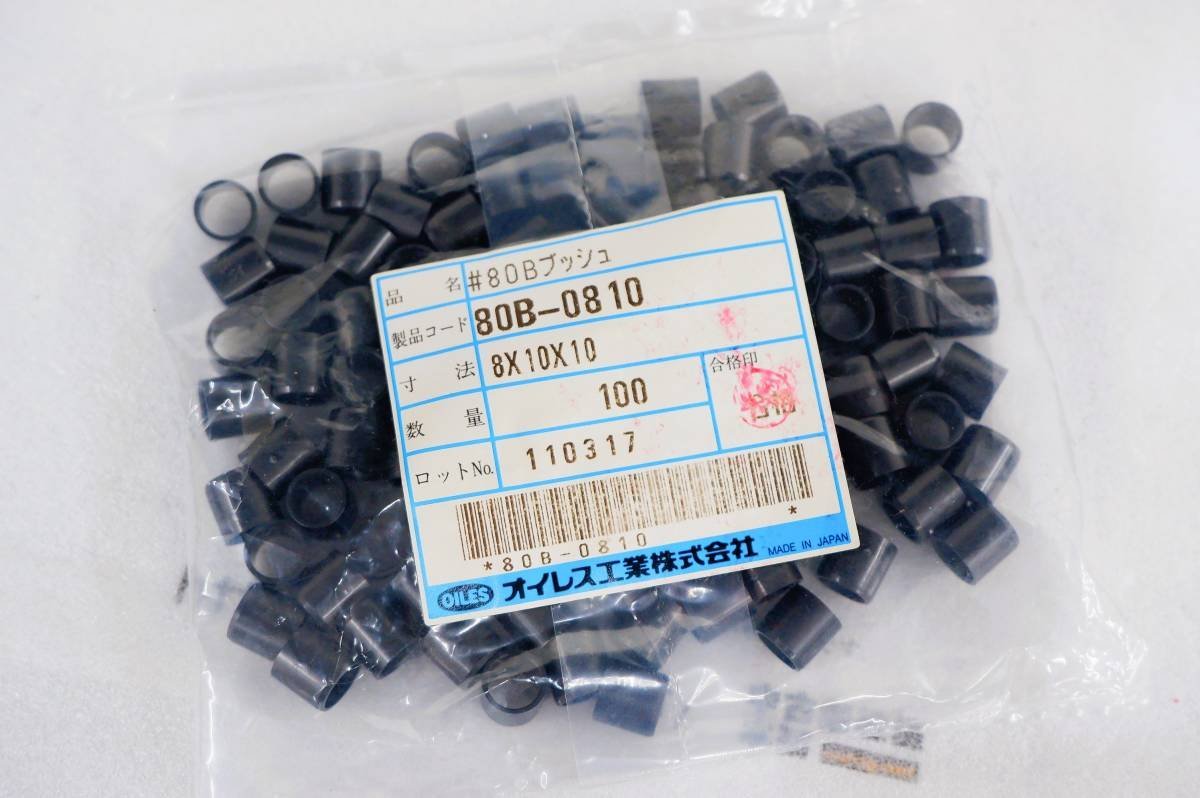 品名 #80Bブッシュ
製品コード 80B-0810
寸法 8X10X10
数量 100
合格印
ロットNo. 110317
*80B-0810*
OILES オイレス工業株式会社 MADE IN JAPAN